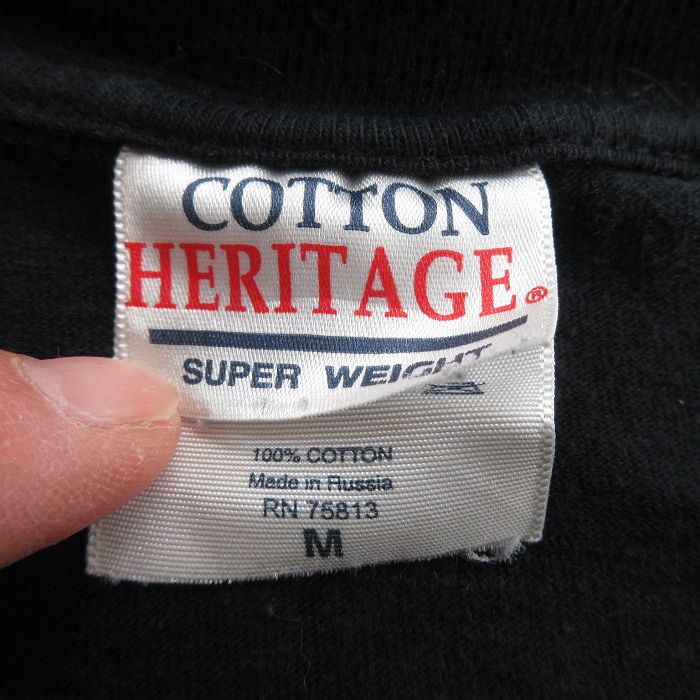 COTTON
HERITAGE®
SUPER WEIGHT
100% COTTON
Made in Russia
RN 75813
M